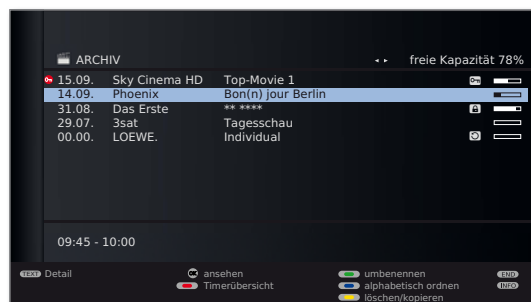 ARCHIV freie Kapazität 78%
15.09. Sky Cinema HD Top-Movie 1
14.09. Phoenix Bon(n) jour Berlin
31.08. Das Erste ** ****
29.07. 3sat Tagesschau
00.00. LOEWE. Individual
09:45 - 10:00
TEXT Detail OK ansehen umbenennen END
Timerübersicht alphabetisch ordnen INFO
löschen/kopieren